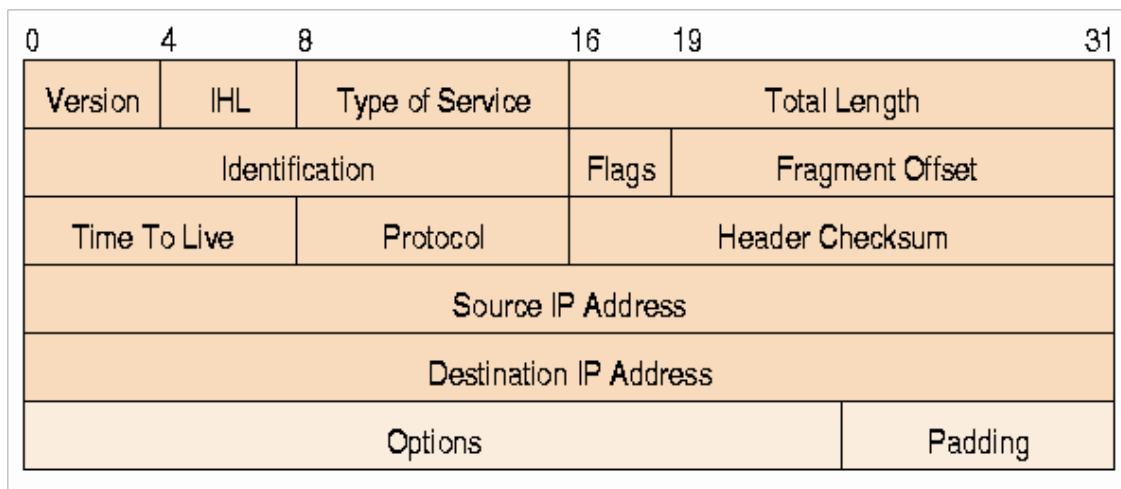 0 4 8 16 19 31
Version IHL Type of Service Total Length
Identification Flags Fragment Offset
Time To Live Protocol Header Checksum
Source IP Address
Destination IP Address
Options Padding